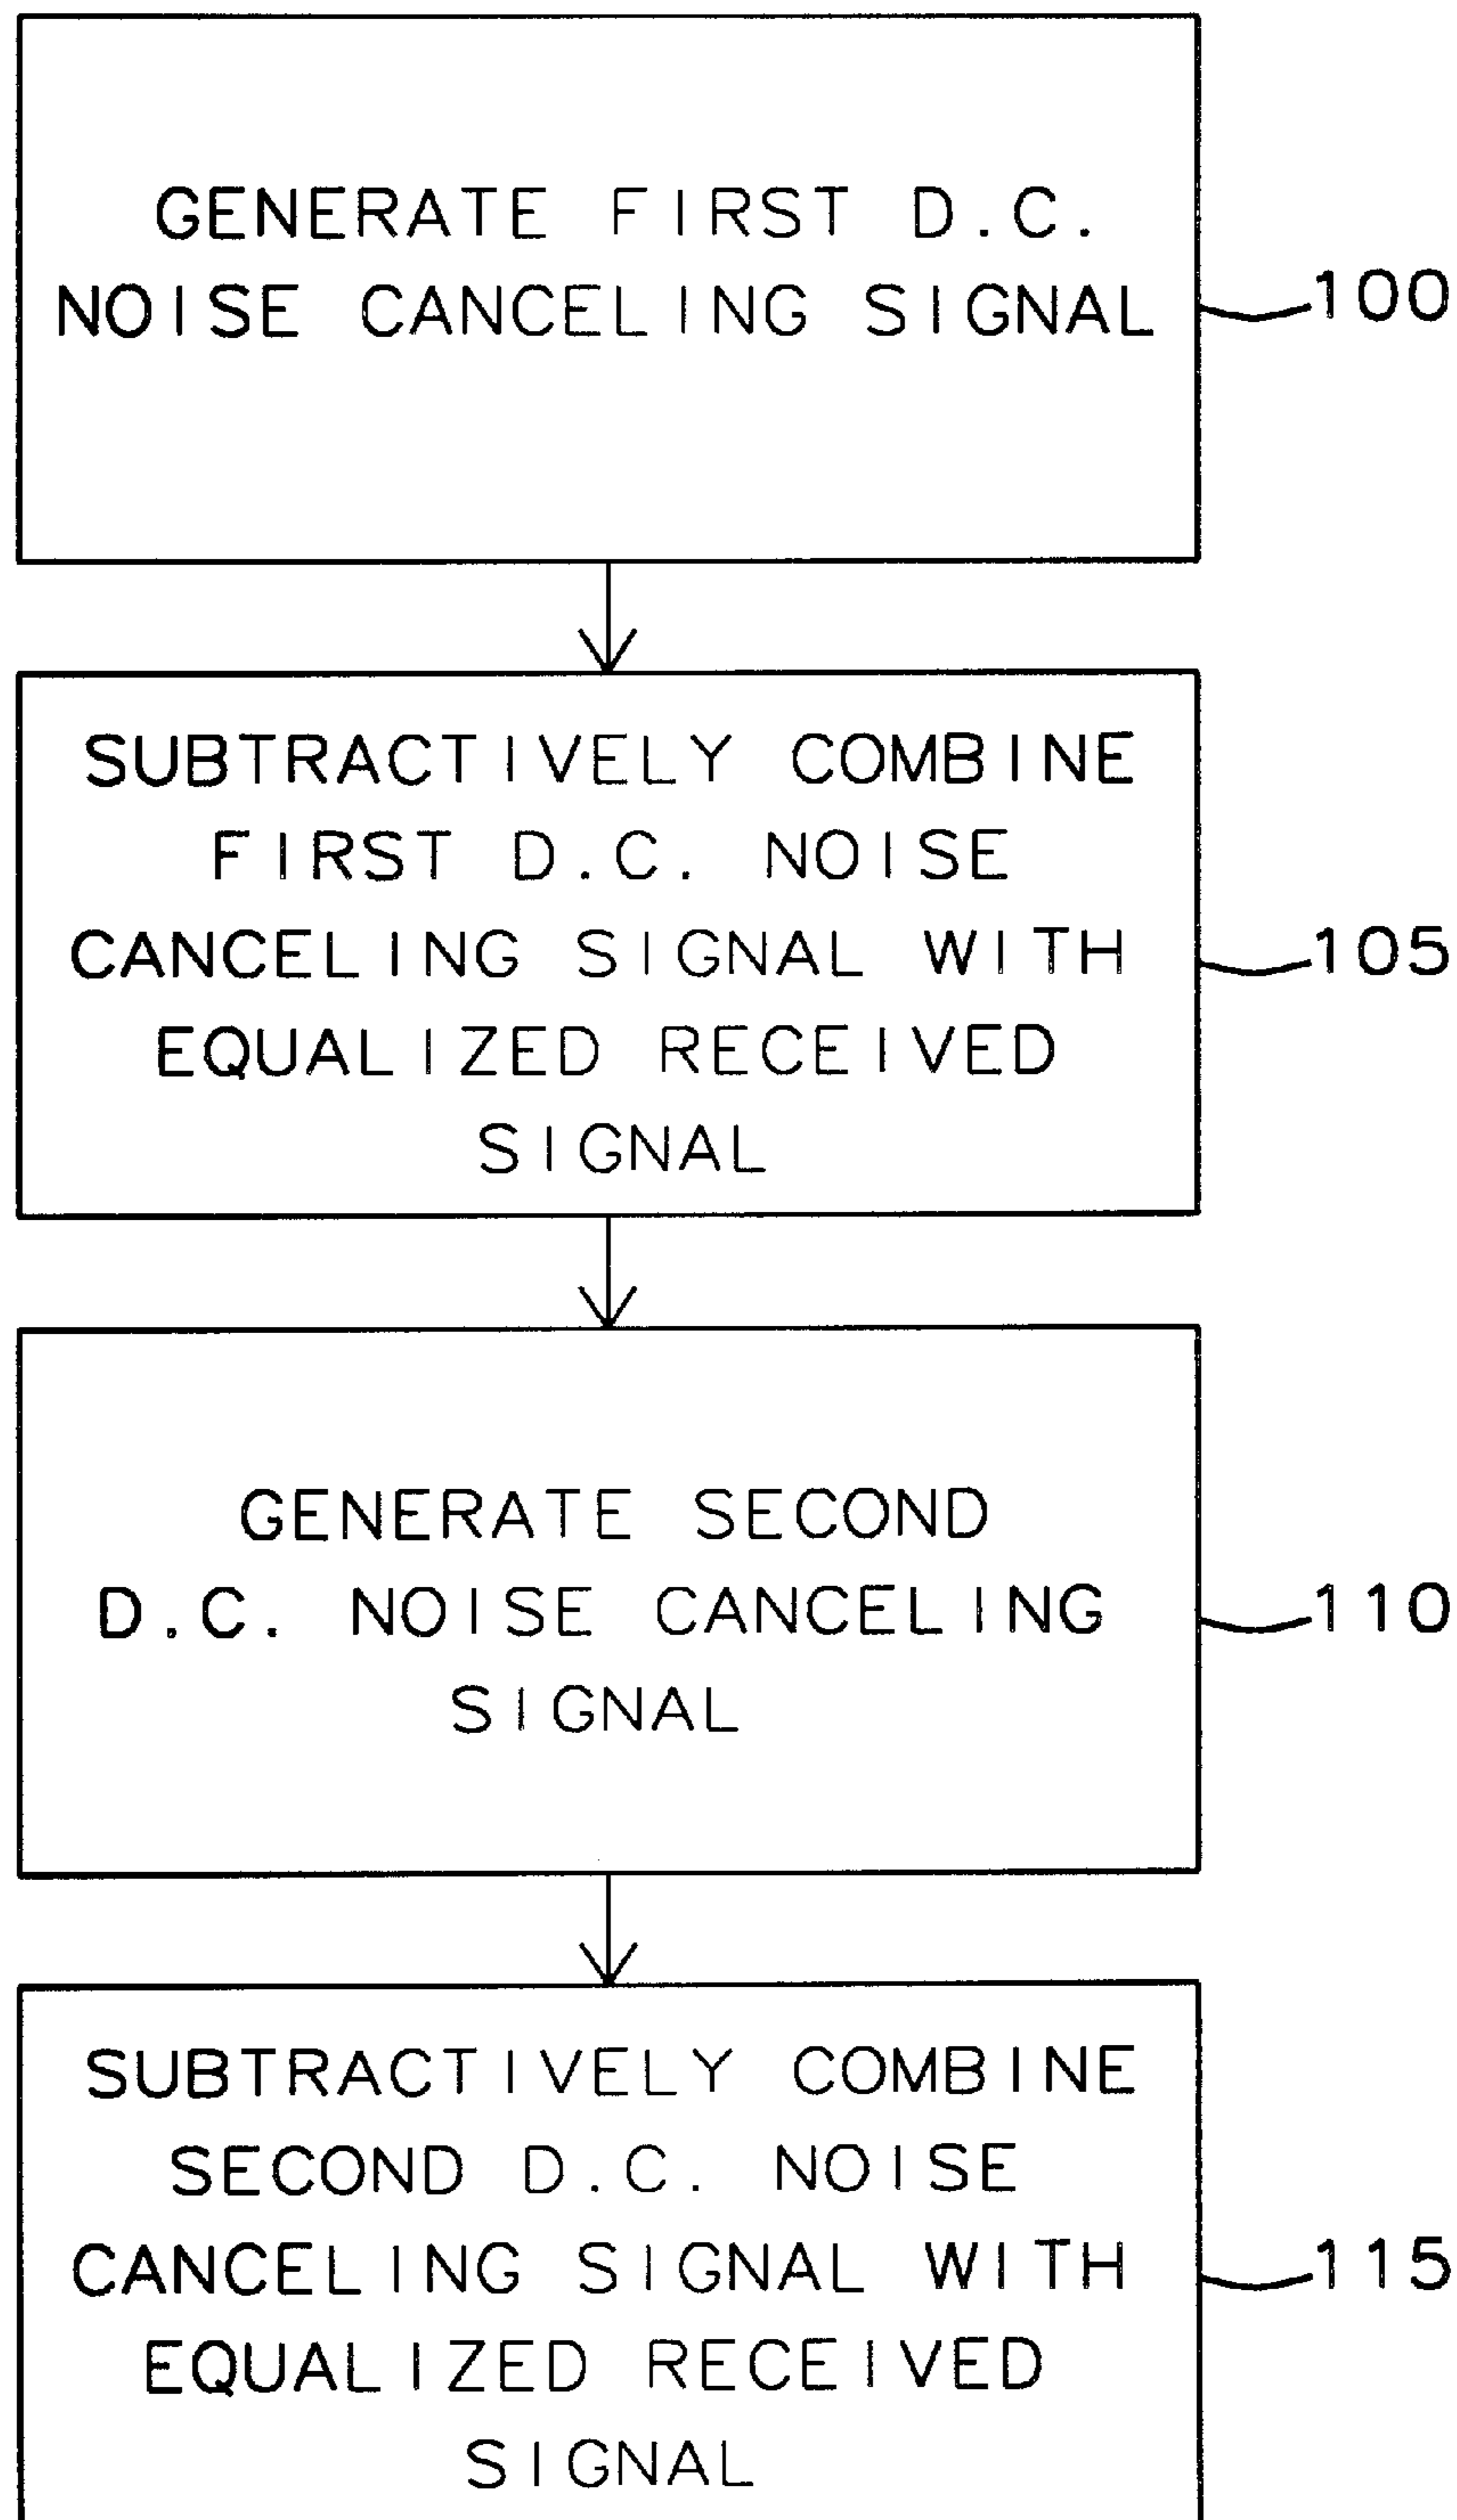 GENERATE FIRST D.C.
NOISE CANCELING SIGNAL
100
SUBTRACTIVELY COMBINE
FIRST D.C. NOISE
CANCELING SIGNAL WITH
105
EQUALIZED RECEIVED
SIGNAL
GENERATE SECOND
D.C. NOISE CANCELING
110
SIGNAL
SUBTRACTIVELY COMBINE
SECOND D.C. NOISE
CANCELING SIGNAL WITH
115
EQUALIZED RECEIVED
SIGNAL